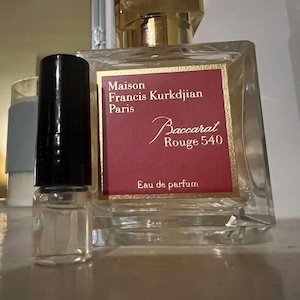 Maison
Francis Kurkdjian
Paris
Baccarat
Rouge 540
Eau de parfum